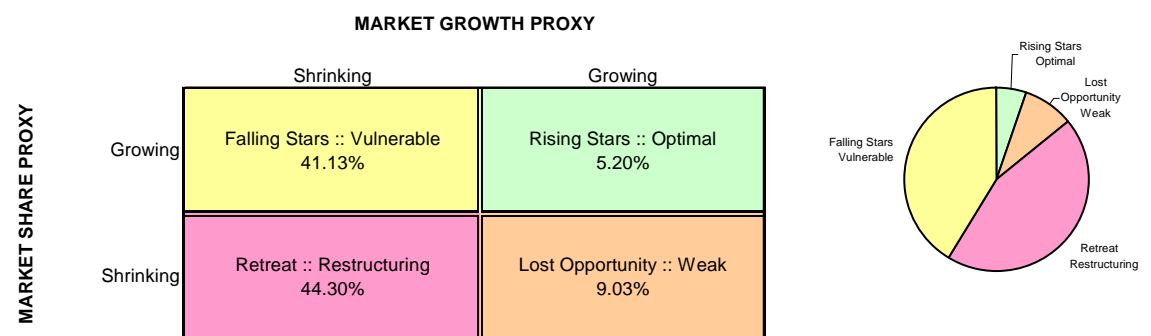 MARKET GROWTH PROXY
Shrinking
Growing
MARKET SHARE PROXY
Growing
Falling Stars :: Vulnerable
41.13%
Rising Stars :: Optimal
5.20%
Shrinking
Retreat :: Restructuring
44.30%
Lost Opportunity :: Weak
9.03%
Rising Stars
Optimal
Lost
Opportunity
Weak
Falling Stars
Vulnerable
Retreat
Restructuring